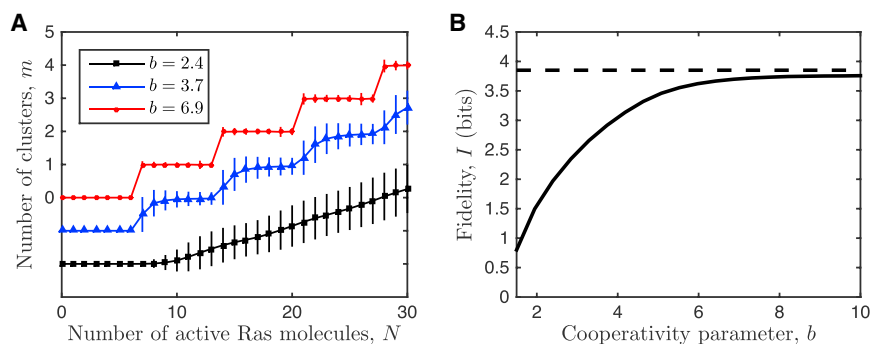 A
Number of clusters, m
5
4
3
2
1
0
b = 2.4
b = 3.7
b = 6.9
0 10 20 30
Number of active Ras molecules, N
B
Fidelity, I (bits)
4.5
4
3.5
3
2.5
2
1.5
1
0.5
0
2 4 6 8 10
Cooperativity parameter, b